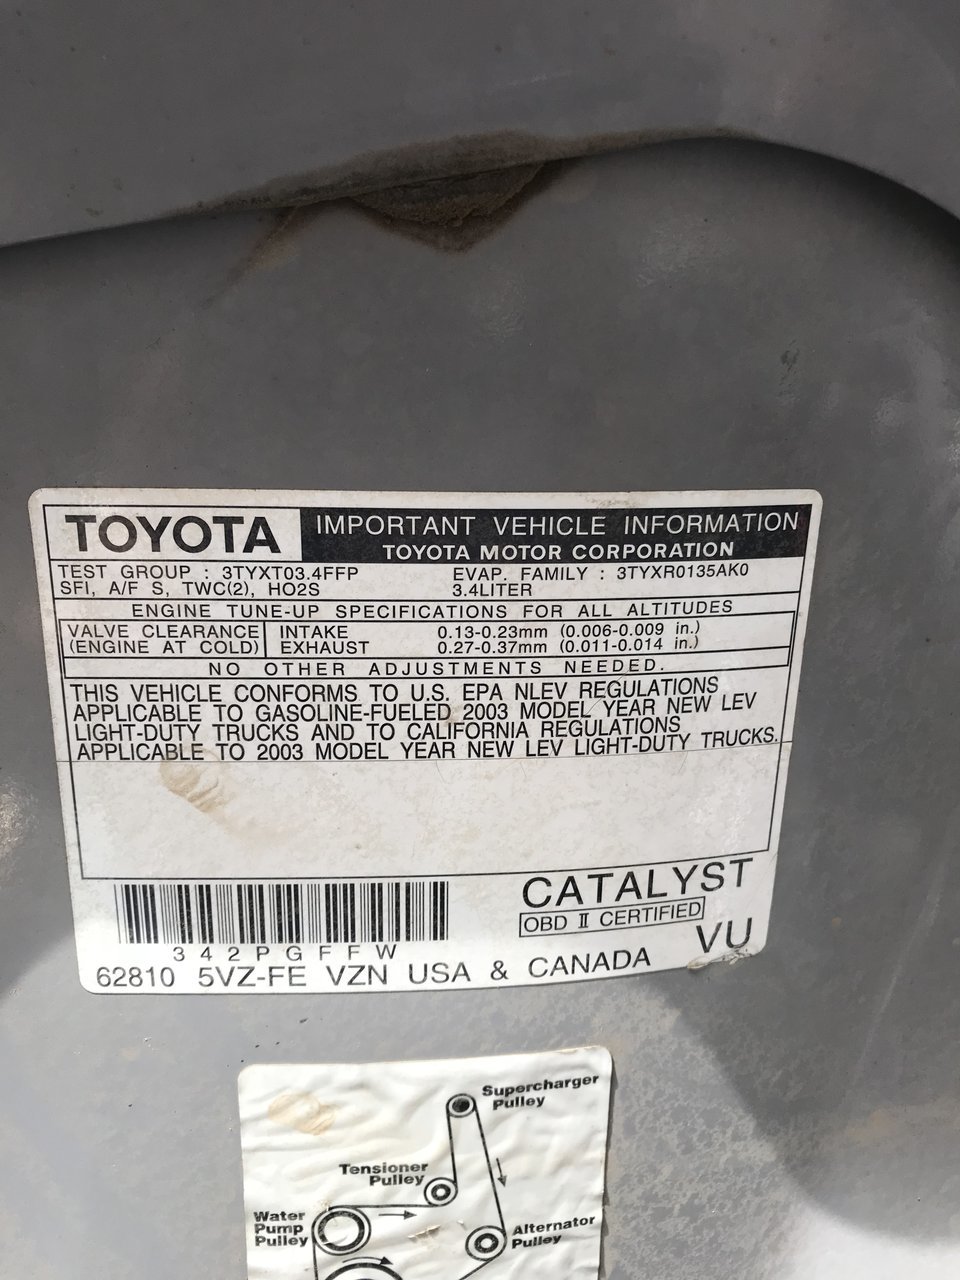 TOYOTA
IMPORTANT VEHICLE INFORMATION
TOYOTA MOTOR CORPORATION
TEST GROUP : 3TYXT03.4FFP
EVAP. FAMILY : 3TYXR0135AK0
SFI, A/F S, TWC(2), HO2S
3.4LITER
ENGINE TUNE-UP SPECIFICATIONS FOR ALL ALTITUDES
VALVE CLEARANCE
(ENGINE AT COLD)
INTAKE 0.13-0.23mm (0.006-0.009 in.)
EXHAUST 0.27-0.37mm (0.011-0.014 in.)
NO OTHER ADJUSTMENTS NEEDED.
THIS VEHICLE CONFORMS TO U.S. EPA NLEV REGULATIONS
APPLICABLE TO GASOLINE-FUELED 2003 MODEL YEAR NEW LEV
LIGHT-DUTY TRUCKS AND TO CALIFORNIA REGULATIONS
APPLICABLE TO 2003 MODEL YEAR NEW LEV LIGHT-DUTY TRUCKS.
CATALYST
OBD II CERTIFIED
VU
342PGFFW
62810 5VZ-FE VZN USA & CANADA
Supercharger
Pulley
Tensioner
Pulley
Water
Pump
Pulley
Alternator
Pulley